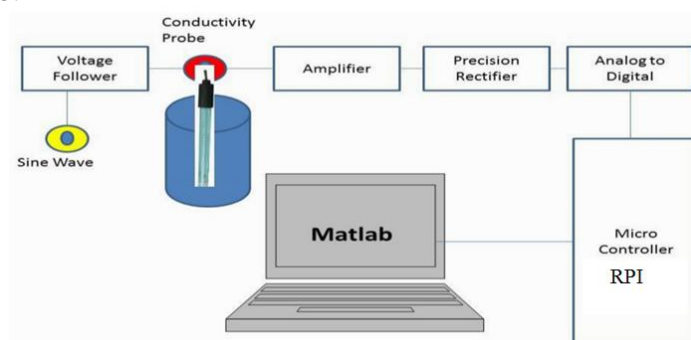 Conductivity
Probe
Voltage
Follower
Amplifier
Precision
Rectifier
Analog to
Digital
Sine Wave
Matlab
Micro
Controller
RPI